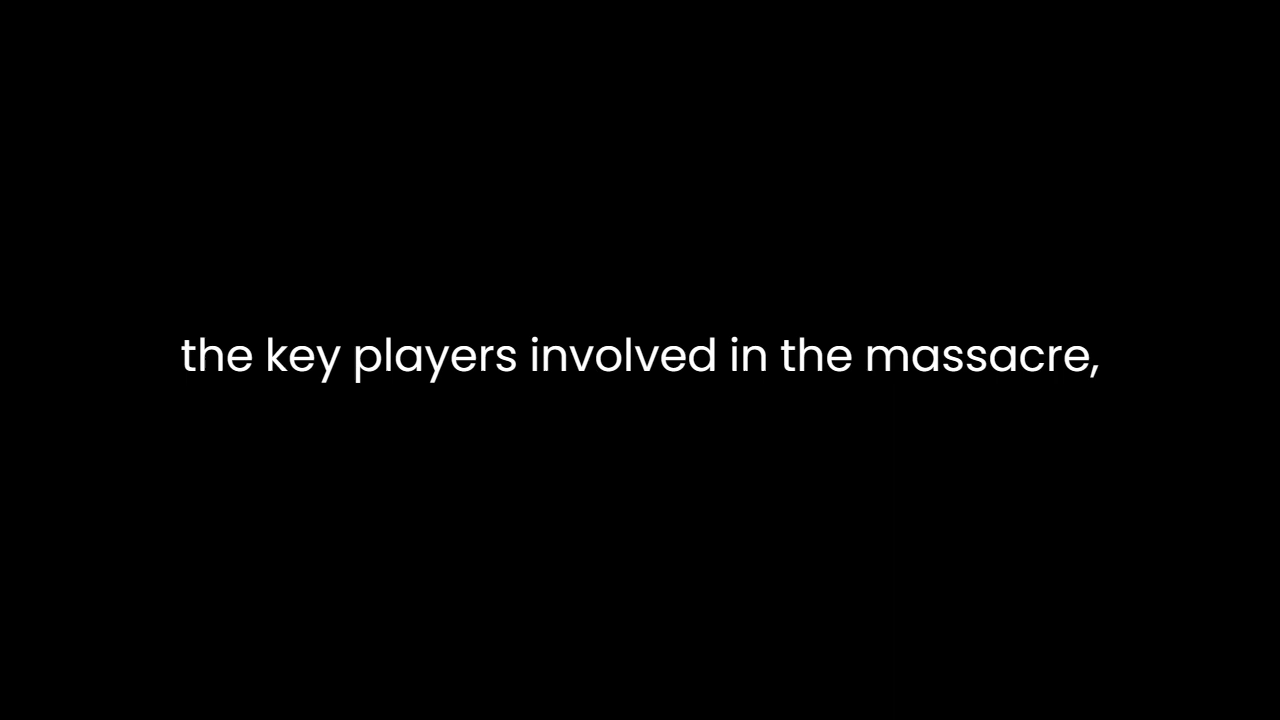 the key players involved in the massacre,